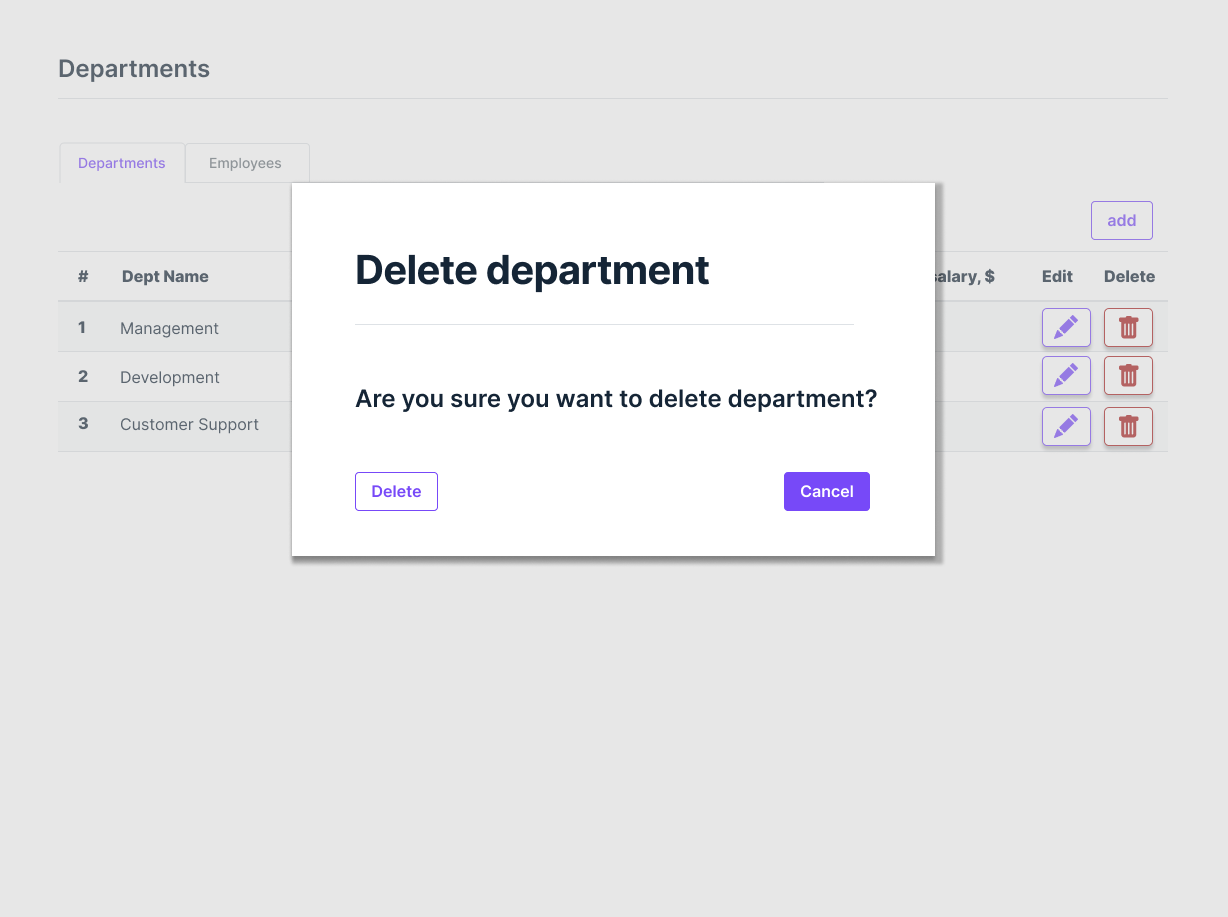 Departments
Departments Employees
add
# Dept Name salary, $ Edit Delete
1 Management
2 Development
3 Customer Support
Delete department
Are you sure you want to delete department?
Delete Cancel